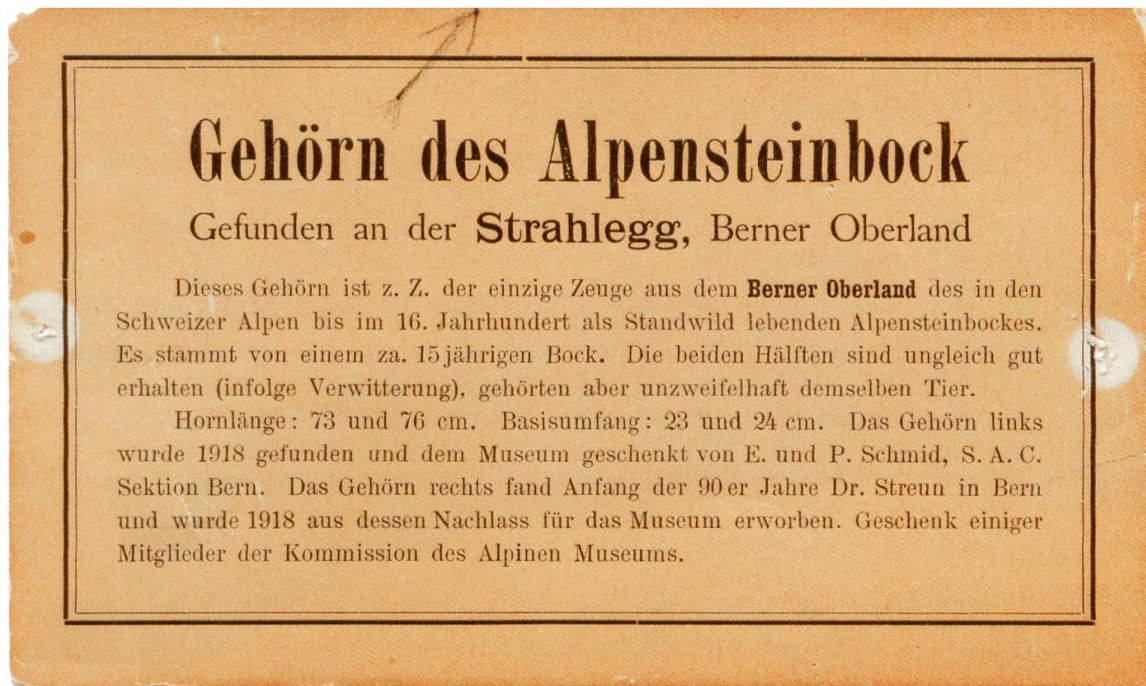 Gehörn des Alpensteinbock
Gefunden an der Strahlegg, Berner Oberland
Dieses Gehörn ist z. Z. der einzige Zeuge aus dem Berner Oberland des in den
Schweizer Alpen bis im 16. Jahrhundert als Standwild lebenden Alpensteinbockes.
Es stammt von einem za. 15jährigen Bock. Die beiden Hälften sind ungleich gut
erhalten (infolge Verwitterung), gehörten aber unzweifelhaft demselben Tier.
Hornlänge: 73 und 76 cm. Basisumfang: 23 und 24 cm. Das Gehörn links
wurde 1918 gefunden und dem Museum geschenkt von E. und P. Schmid, S. A. C.
Sektion Bern. Das Gehörn rechts fand Anfang der 90er Jahre Dr. Streun in Bern
und wurde 1918 aus dessen Nachlass für das Museum erworben. Geschenk einiger
Mitglieder der Kommission des Alpinen Museums.